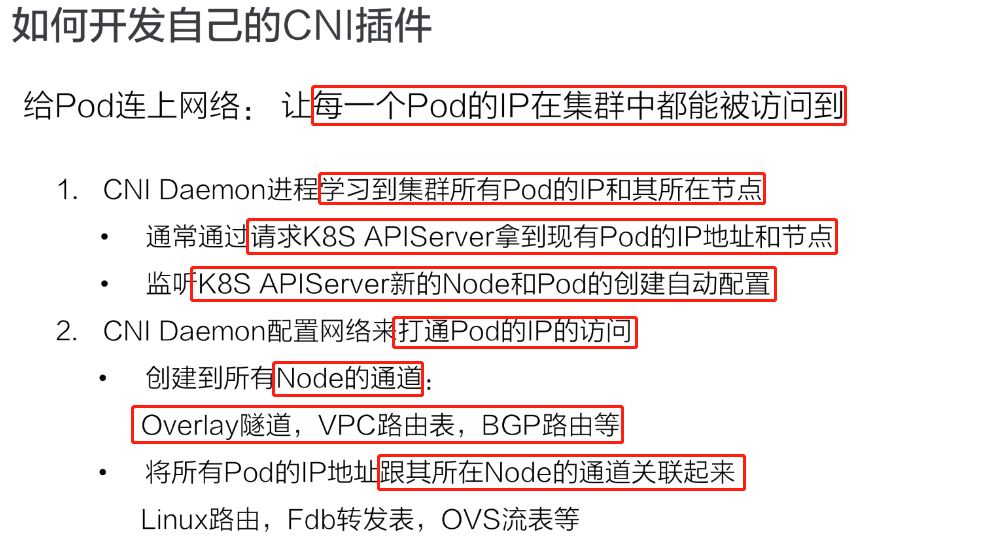 如何开发自己的CNI插件
给Pod连上网络： 让每一个Pod的IP在集群中都能被访问到
1. CNI Daemon进程学习到集群所有Pod的IP和其所在节点
• 通常通过请求K8S APIServer拿到现有Pod的IP地址和节点
• 监听K8S APIServer新的Node和Pod的创建自动配置
2. CNI Daemon配置网络来打通Pod的IP的访问
• 创建到所有Node的通道：
Overlay隧道，VPC路由表，BGP路由等
• 将所有Pod的IP地址跟其所在Node的通道关联起来
Linux路由，Fdb转发表，OVS流表等